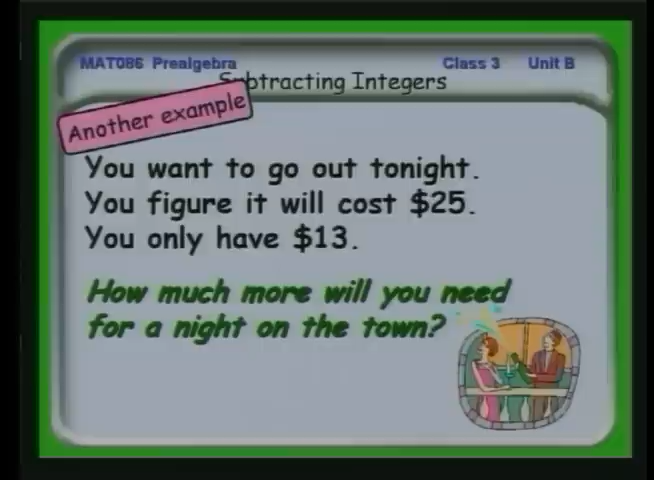 MAT086 Prealgebra Class 3 Unit B
Subtracting Integers
Another example
You want to go out tonight.
You figure it will cost $25.
You only have $13.
How much more will you need
for a night on the town?